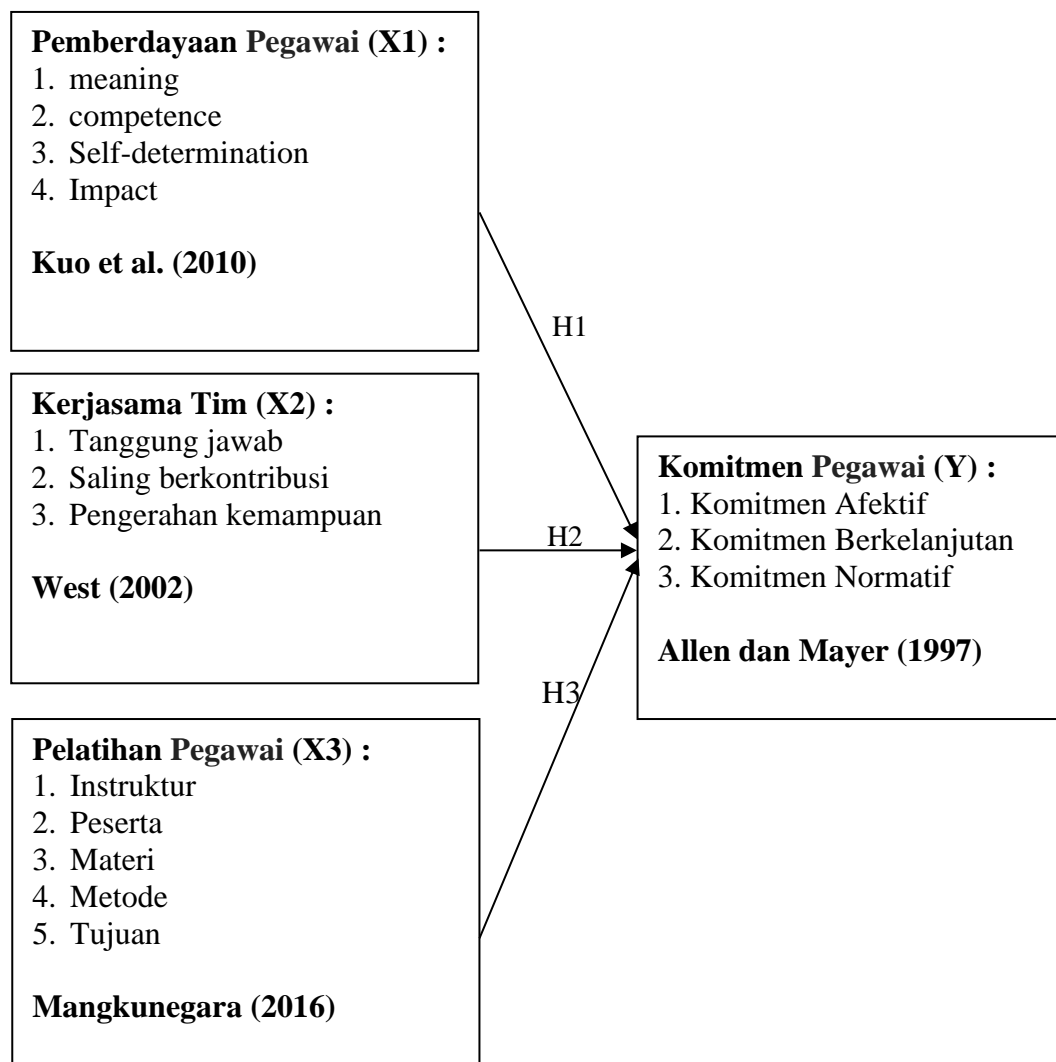 Pemberdayaan Pegawai (X1) :
1. meaning
2. competence
3. Self-determination
4. Impact
Kuo et al. (2010)
H1
Kerjasama Tim (X2) :
1. Tanggung jawab
2. Saling berkontribusi
3. Pengerahan kemampuan
West (2002)
H2
Komitmen Pegawai (Y) :
1. Komitmen Afektif
2. Komitmen Berkelanjutan
3. Komitmen Normatif
Allen dan Mayer (1997)
H3
Pelatihan Pegawai (X3) :
1. Instruktur
2. Peserta
3. Materi
4. Metode
5. Tujuan
Mangkunegara (2016)